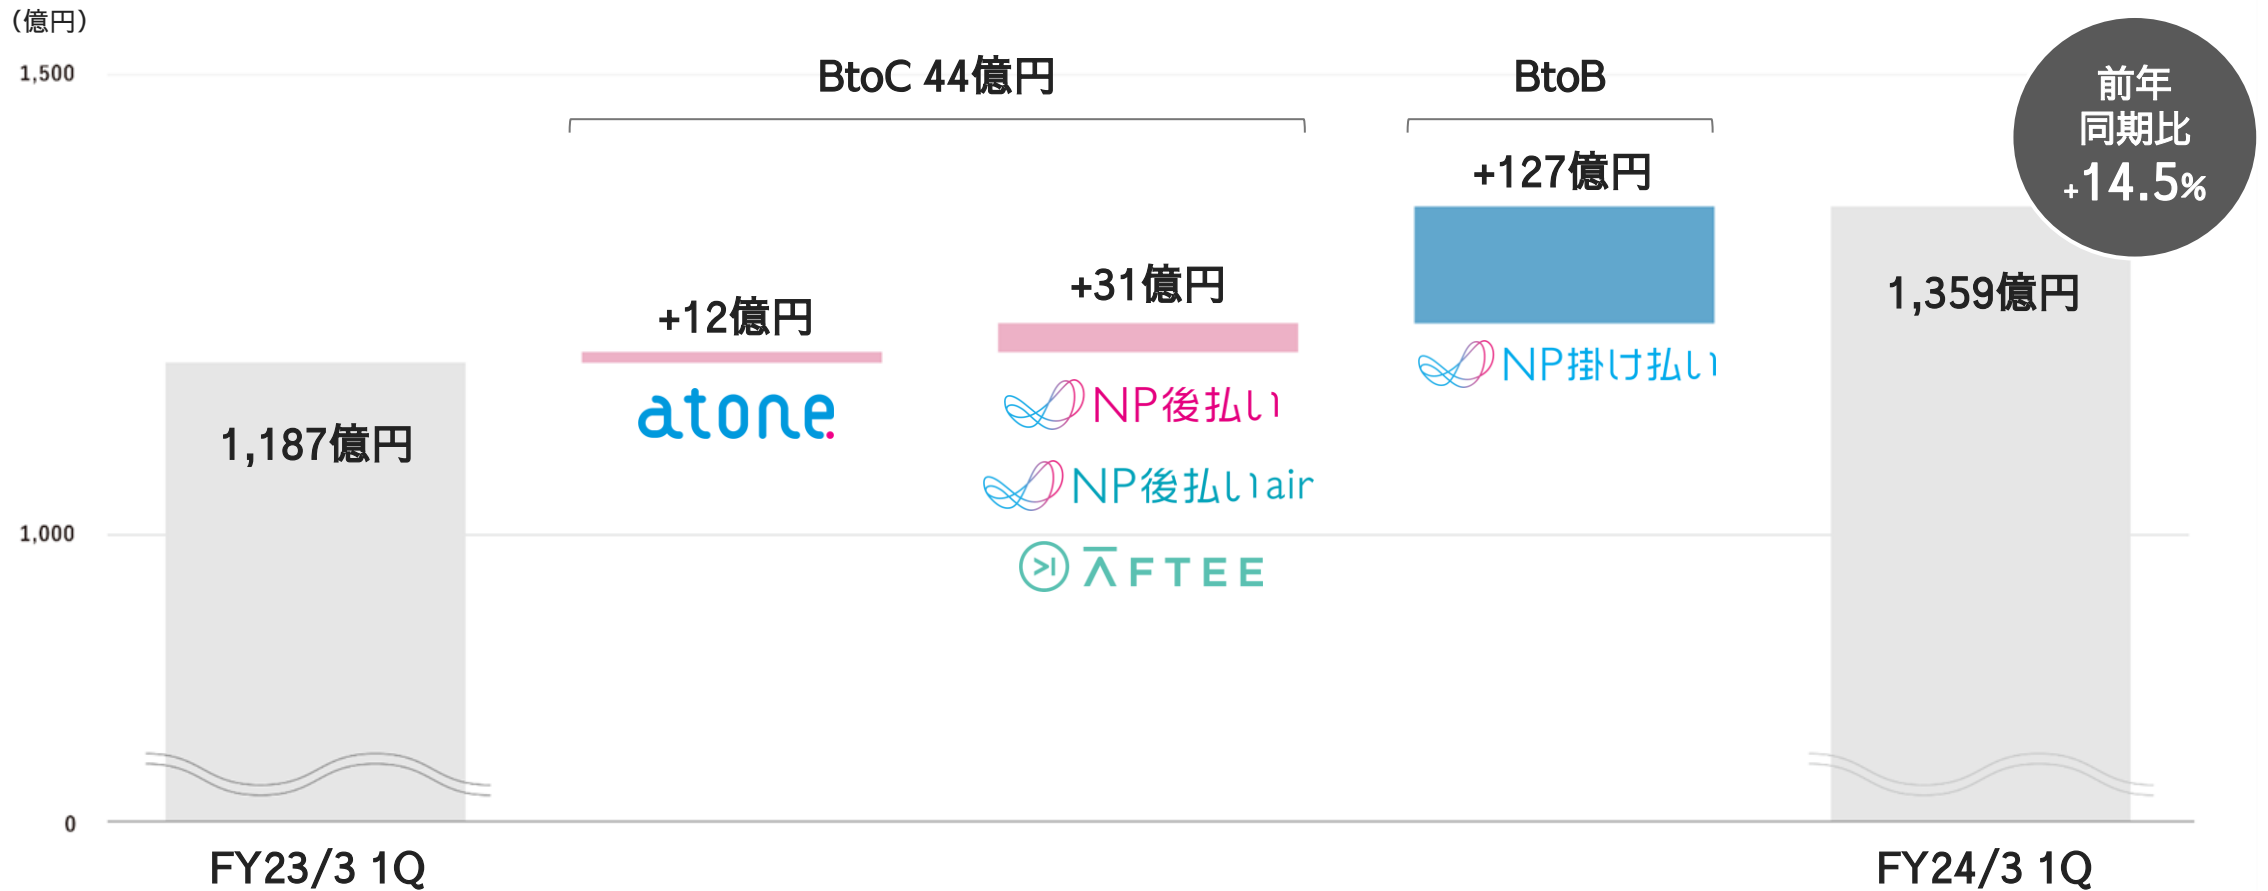 （億円）
1,500
BtoC 44億円
BtoB
前年
同期比
+14.5%
+127億円
+31億円
+12億円
1,359億円
NP掛け払い
atone.
NP後払い
1,187億円
NP後払いair
1,000
AFTEE
0
FY23/3 1Q
FY24/3 1Q